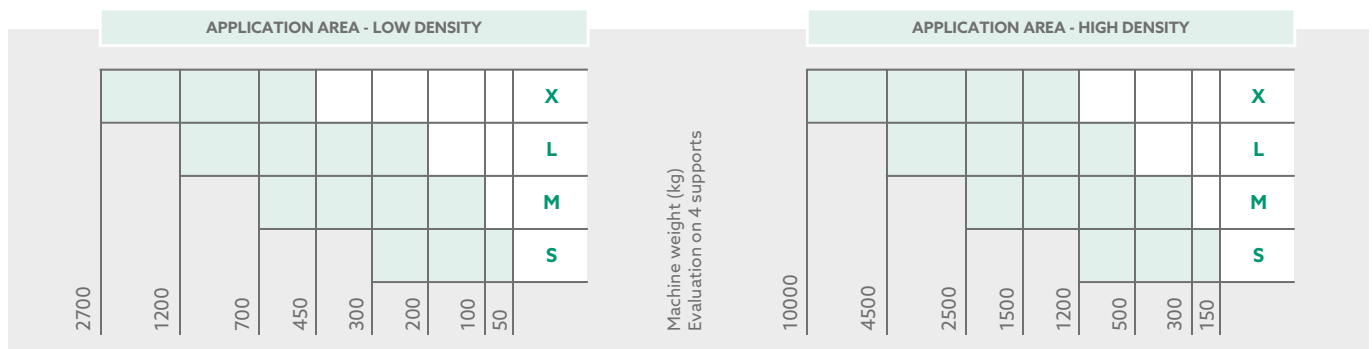 APPLICATION AREA - LOW DENSITY
X
L
M
S
2700
1200
700
450
300
200
100
50
Machine weight (kg)
Evaluation on 4 supports
APPLICATION AREA - HIGH DENSITY
X
L
M
S
10000
4500
2500
1500
1200
500
300
150